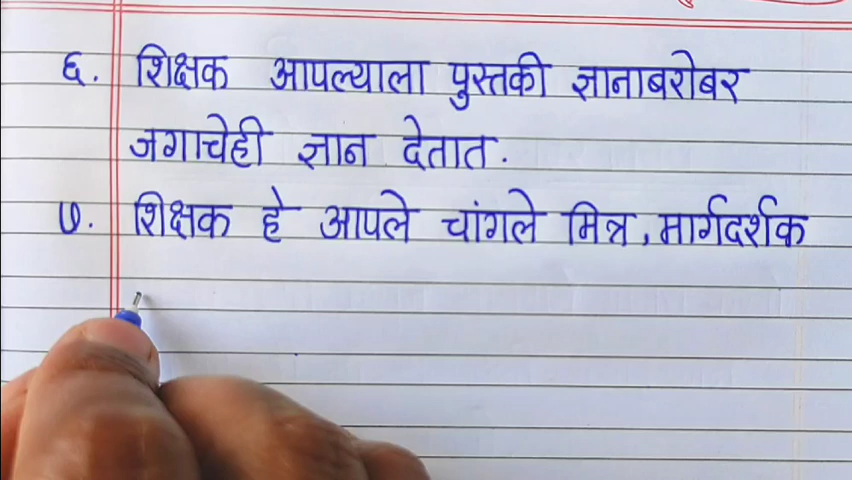 ६. शिक्षक आपल्याला पुस्तकी ज्ञानाबरोबर
जगाचेही ज्ञान देतात.
७. शिक्षक हे आपले चांगले मित्र, मार्गदर्शक